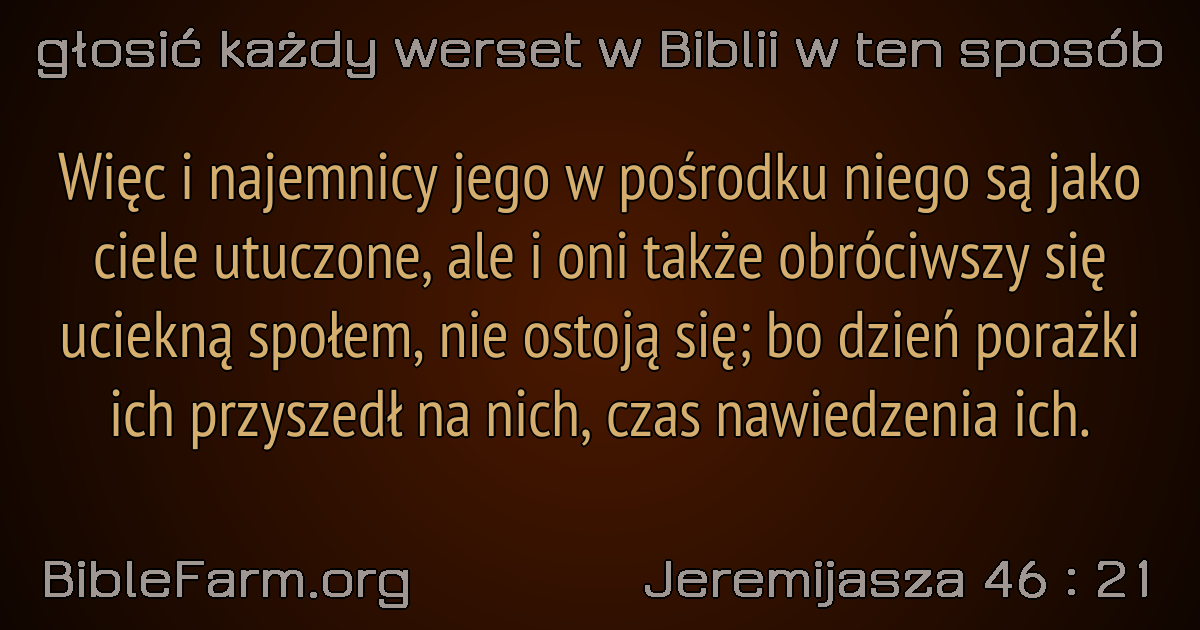 głosić każdy werset w Biblii w ten sposób
Więc i najemnicy jego w pośrodku niego są jako
ciele utuczone, ale i oni także obróciwszy się
uciekną społem, nie ostoją się; bo dzień porażki
ich przyszedł na nich, czas nawiedzenia ich.
BibleFarm.org
Jeremijasza 46 : 21